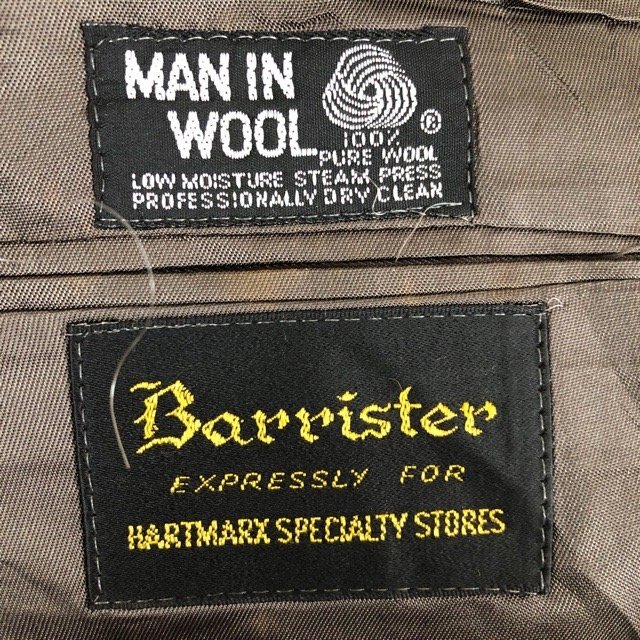 MAN IN
WOOL
®
100%
PURE WOOL
LOW MOISTURE STEAM PRESS
PROFESSIONALLY DRY CLEAN
Barrister
EXPRESSLY FOR
HARTMARX SPECIALTY STORES